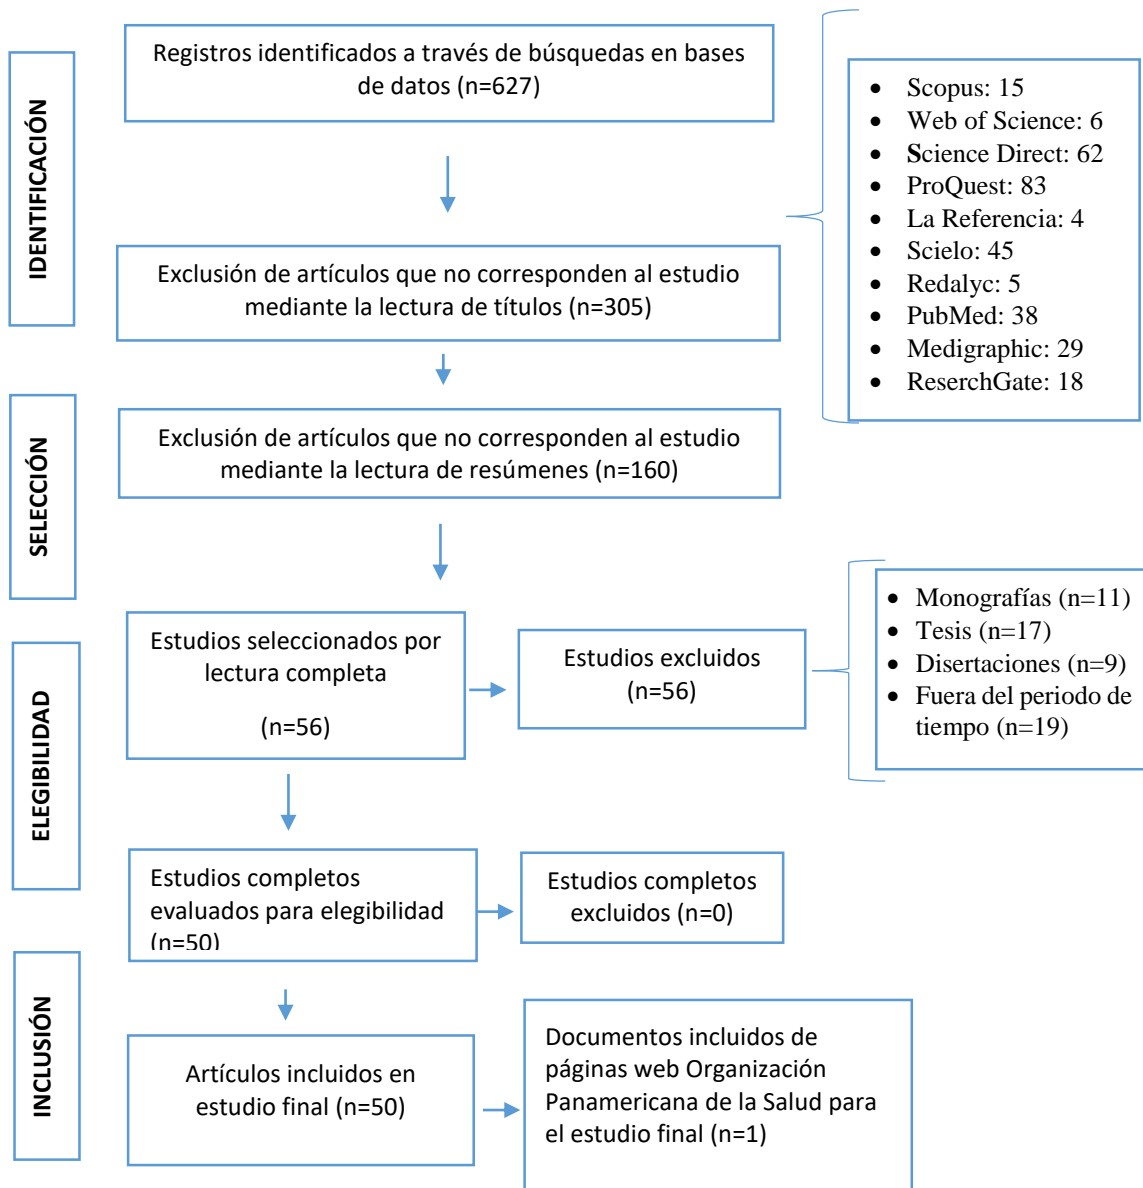 IDENTIFICACIÓN
Registros identificados a través de búsquedas en bases
de datos (n=627)
• Scopus: 15
• Web of Science: 6
• Science Direct: 62
• ProQuest: 83
• La Referencia: 4
• Scielo: 45
• Redalyc: 5
• PubMed: 38
• Medigraphic: 29
• ReserchGate: 18
Exclusión de artículos que no corresponden al estudio
mediante la lectura de títulos (n=305)
SELECCIÓN
Exclusión de artículos que no corresponden al estudio
mediante la lectura de resúmenes (n=160)
ELEGIBILIDAD
Estudios seleccionados por
lectura completa
(n=56)
Estudios excluidos
(n=56)
• Monografías (n=11)
• Tesis (n=17)
• Disertaciones (n=9)
• Fuera del periodo de
tiempo (n=19)
Estudios completos
evaluados para elegibilidad
(n=50)
Estudios completos
excluidos (n=0)
INCLUSIÓN
Artículos incluidos en
estudio final (n=50)
Documentos incluidos de
páginas web Organización
Panamericana de la Salud para
el estudio final (n=1)